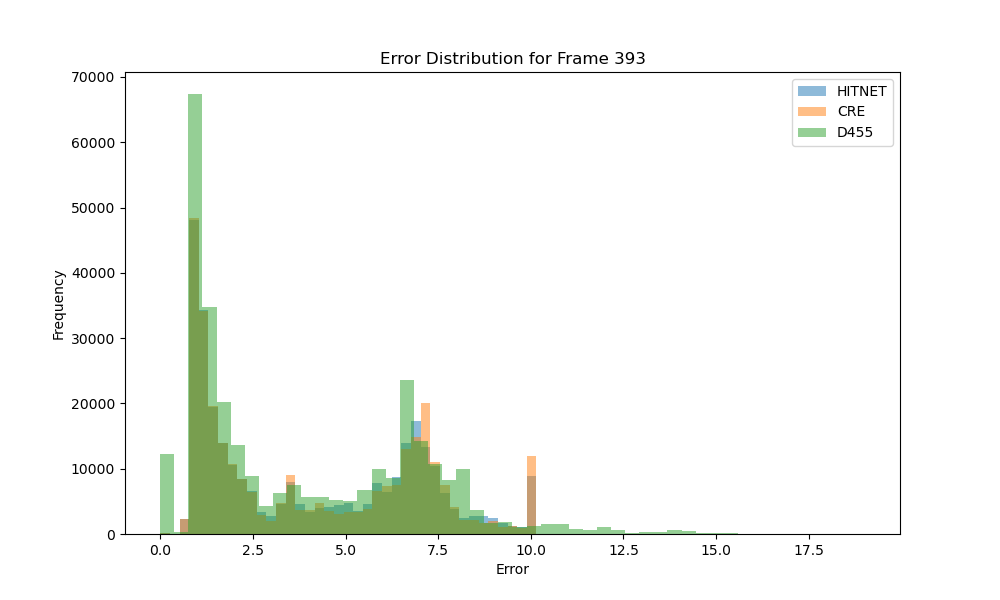 Error Distribution for Frame 393
70000
60000
50000
40000
30000
20000
10000
0
Frequency
HITNET
CRE
D455
0.0 2.5 5.0 7.5 10.0 12.5 15.0 17.5
Error